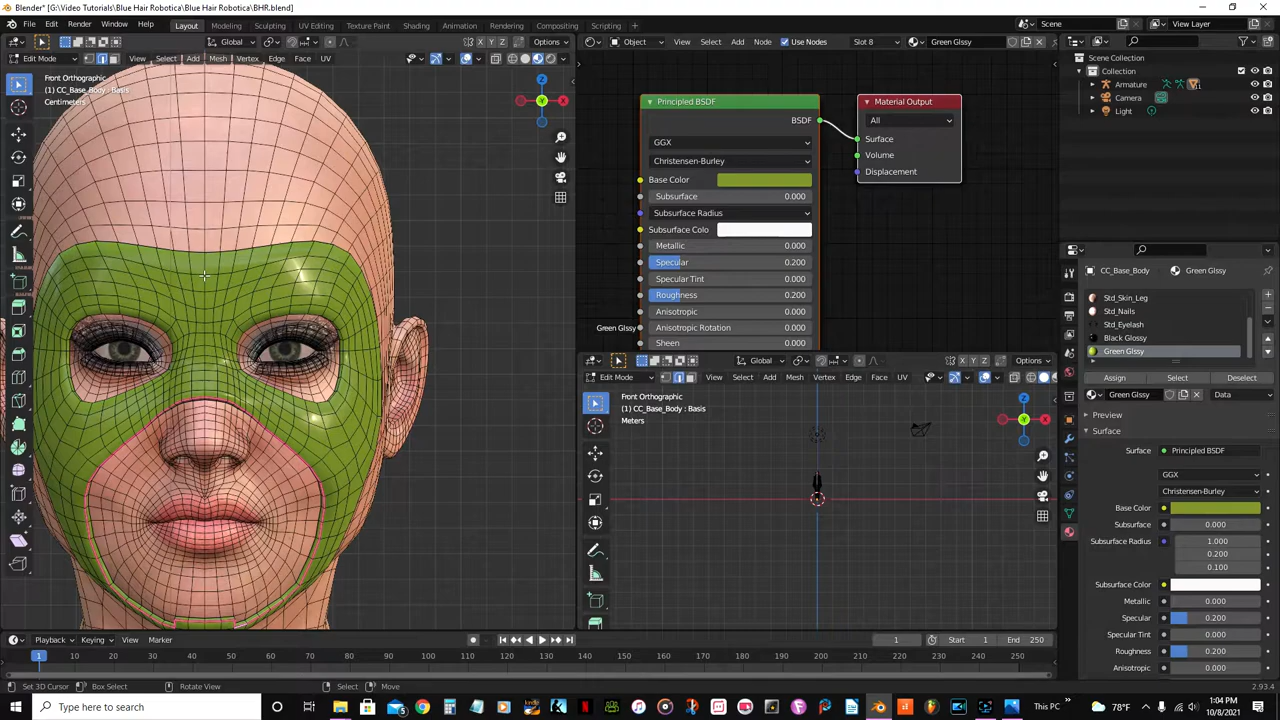 Blender* [G:\Video Tutorials\Blue Hair Robotica\BHR.blend]
File Edit Render Window Help Layout Modeling Sculpting UV Editing Texture Paint Shading Animation Rendering Compositing Scripting Scene View Layer
Global Options
Edit Mode View Select Add Mesh Vertex Edge Face UV
X Y Z
Front Orthographic
(1) CC_Base_Body : Basis
Centimeters
Z
Y
X
Object View Select Add Node Use Nodes Slot 8 Green Glssy
Principled BSDF
BSDF
GGX
Christensen-Burley
Base Color
Subsurface 0.000
Subsurface Radius
Subsurface Colo
Metallic 0.000
Specular 0.200
Specular Tint 0.000
Roughness 0.200
Anisotropic 0.000
Anisotropic Rotation 0.000
Sheen 0.000
Green Glssy
Material Output
All
Surface
Volume
Displacement
Global X Y Z Options
Edit Mode View Select Add Mesh Vertex Edge Face UV
Front Orthographic
(1) CC_Base_Body : Basis
Meters
Z
Y
X
Scene Collection
Collection
Armature
Camera
Light
CC_Base_Body Green Glssy
Std_Skin_Leg
Std_Nails
Std_Eyelash
Black Glossy
Green Glssy
Assign Select Deselect
Green Glssy Data
Preview
Surface
Surface Principled BSDF
GGX
Christensen-Burley
Base Color
Subsurface 0.000
Subsurface Radius 1.000
0.200
0.100
Subsurface Color
Metallic 0.000
Specular 0.200
Specular Tint 0.000
Roughness 0.200
Anisotropic 0.000
Playback Keying View Marker 1 Start 1 End 250
1 10 20 30 40 50 60 70 80 90 100 110 120 130 140 150 160 170 180 190 200 210 220 230 240 250
Set 3D Cursor Box Select Rotate View Select Move 2.93.4
Type here to search This PC 78°F 1:04 PM
10/8/2021